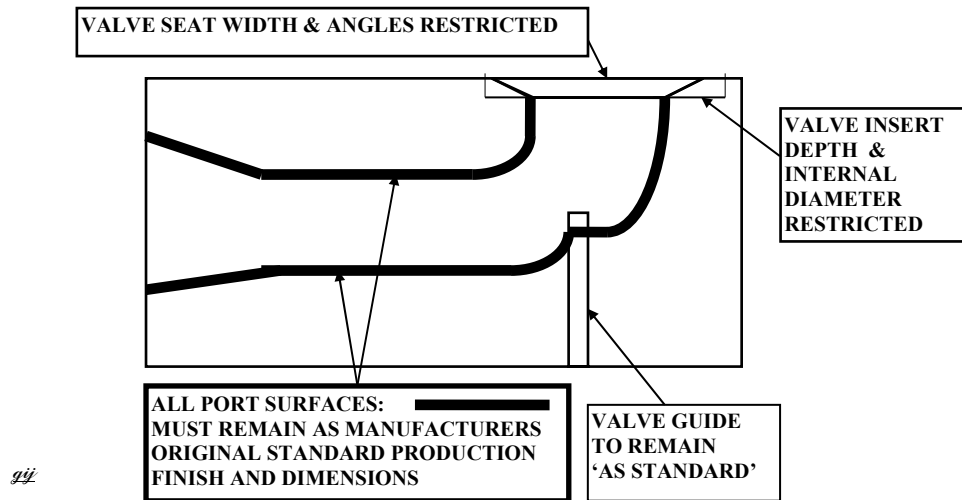 VALVE SEAT WIDTH & ANGLES RESTRICTED
VALVE INSERT
DEPTH &
INTERNAL
DIAMETER
RESTRICTED
ALL PORT SURFACES:
MUST REMAIN AS MANUFACTURERS
ORIGINAL STANDARD PRODUCTION
FINISH AND DIMENSIONS
VALVE GUIDE
TO REMAIN
‘AS STANDARD’